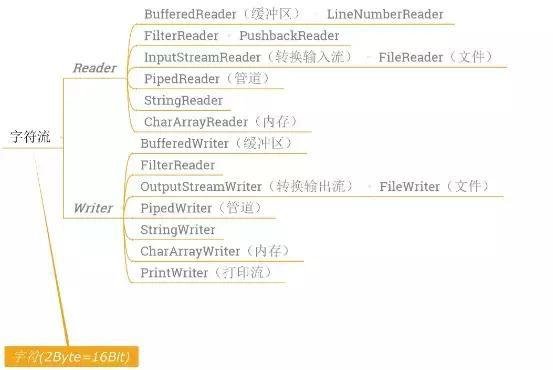 BufferedReader（缓冲区） - LineNumberReader
FilterReader - PushbackReader
Reader
InputStreamReader（转换输入流） - FileReader（文件）
PipedReader（管道）
StringReader
CharArrayReader（内存）
字符流
BufferedWriter（缓冲区）
FilterReader
OutputStreamWriter（转换输出流） - FileWriter（文件）
Writer
PipedWriter（管道）
StringWriter
CharArrayWriter（内存）
PrintWriter（打印流）
字符(2Byte=16Bit)